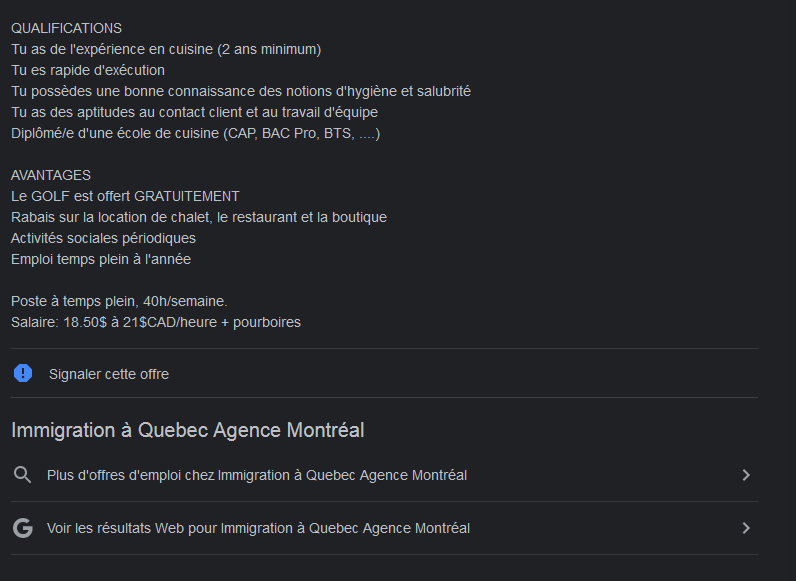 QUALIFICATIONS
Tu as de l'expérience en cuisine (2 ans minimum)
Tu es rapide d'exécution
Tu possèdes une bonne connaissance des notions d'hygiène et salubrité
Tu as des aptitudes au contact client et au travail d'équipe
Diplômé/e d'une école de cuisine (CAP, BAC Pro, BTS, ....)
AVANTAGES
Le GOLF est offert GRATUITEMENT
Rabais sur la location de chalet, le restaurant et la boutique
Activités sociales périodiques
Emploi temps plein à l'année
Poste à temps plein, 40h/semaine.
Salaire: 18.50$ à 21$CAD/heure + pourboires
Signaler cette offre
Immigration à Quebec Agence Montréal
Plus d'offres d'emploi chez Immigration à Quebec Agence Montréal
Voir les résultats Web pour Immigration à Quebec Agence Montréal